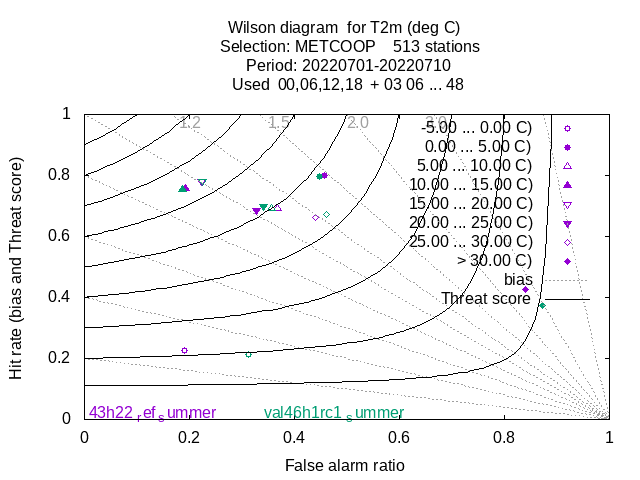 Wilson diagram for T2m (deg C)
Selection: METCOOP 513 stations
Period: 20220701-20220710
Used 00,06,12,18 + 03 06 ... 48
Hit rate (bias and Threat score)
1
0.8
0.6
0.4
0.2
0
1.2
1.5
2.0
3.0
-5.00 ... 0.00 C)
0.00 ... 5.00 C)
5.00 ... 10.00 C)
10.00 ... 15.00 C)
15.00 ... 20.00 C)
20.00 ... 25.00 C)
25.00 ... 30.00 C)
> 30.00 C)
bias
Threat score
43h22ref summer val46h1rc1 summer
0 0.2 0.4 0.6 0.8 1
False alarm ratio